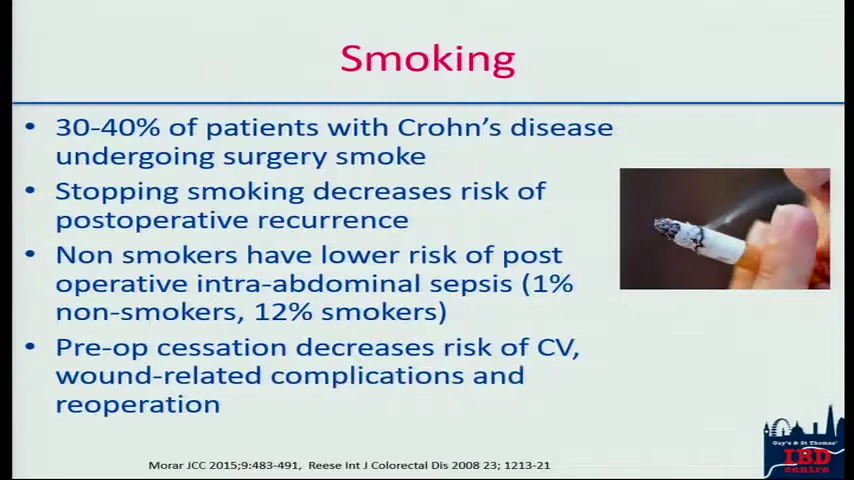 Smoking
• 30-40% of patients with Crohn's disease
undergoing surgery smoke
• Stopping smoking decreases risk of
postoperative recurrence
• Non smokers have lower risk of post
operative intra-abdominal sepsis (1%
non-smokers, 12% smokers)
• Pre-op cessation decreases risk of CV,
wound-related complications and
reoperation
Morar JCC 2015;9:483-491, Reese Int J Colorectal Dis 2008 23; 1213-21
Guy's & St Thomas'
IBD
centre